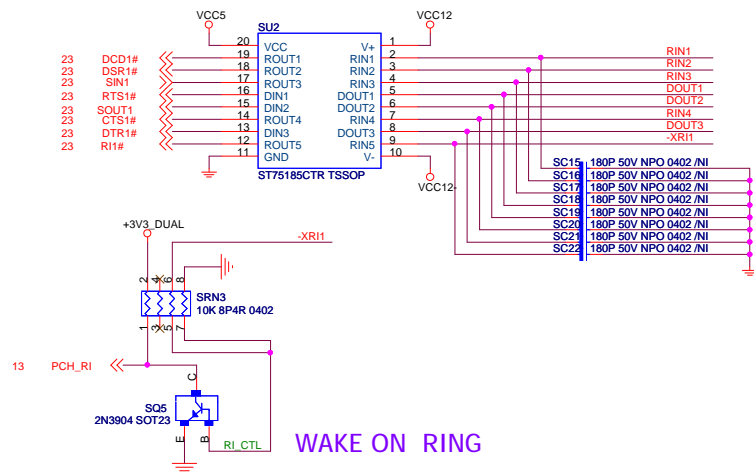 VCC5
SU2
VCC12
20 VCC V+ 1
23 DCD1# 19 ROUT1 RIN1 2 RIN1
23 DSR1# 18 ROUT2 RIN2 3 RIN2
23 SIN1 17 ROUT3 RIN3 4 RIN3
23 RTS1# 16 DIN1 DOUT1 5 DOUT1
23 SOUT1 15 DIN2 DOUT2 6 DOUT2
23 CTS1# 14 ROUT4 RIN4 7 RIN4
23 DTR1# 13 DIN3 DOUT3 8 DOUT3
23 RI1# 12 ROUT5 RIN5 9 -XRI1
11 GND V- 10
ST75185CTR TSSOP
VCC12-
SC15 180P 50V NPO 0402 /NI
SC16 180P 50V NPO 0402 /NI
SC17 180P 50V NPO 0402 /NI
SC18 180P 50V NPO 0402 /NI
SC19 180P 50V NPO 0402 /NI
SC20 180P 50V NPO 0402 /NI
SC21 180P 50V NPO 0402 /NI
SC22 180P 50V NPO 0402 /NI
+3V3_DUAL
-XRI1
2 4 6 8
SRN3
10K 8P4R 0402
1 3 5 7
13 PCH_RI
C
SQ5
2N3904 SOT23
E B RI_CTL
WAKE ON RING